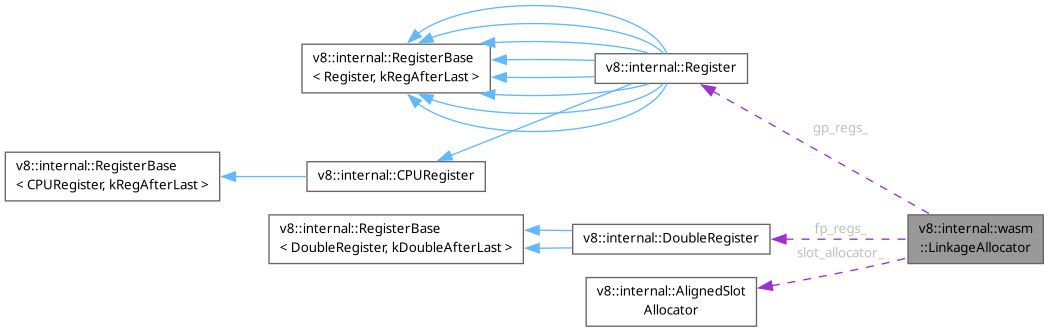 v8::internal::RegisterBase
< Register, kRegAfterLast >
v8::internal::Register
gp_regs_
v8::internal::RegisterBase
< CPURegister, kRegAfterLast >
v8::internal::CPURegister
v8::internal::RegisterBase
< DoubleRegister, kDoubleAfterLast >
v8::internal::DoubleRegister
fp_regs_
slot_allocator_
v8::internal::wasm
::LinkageAllocator
v8::internal::AlignedSlot
Allocator